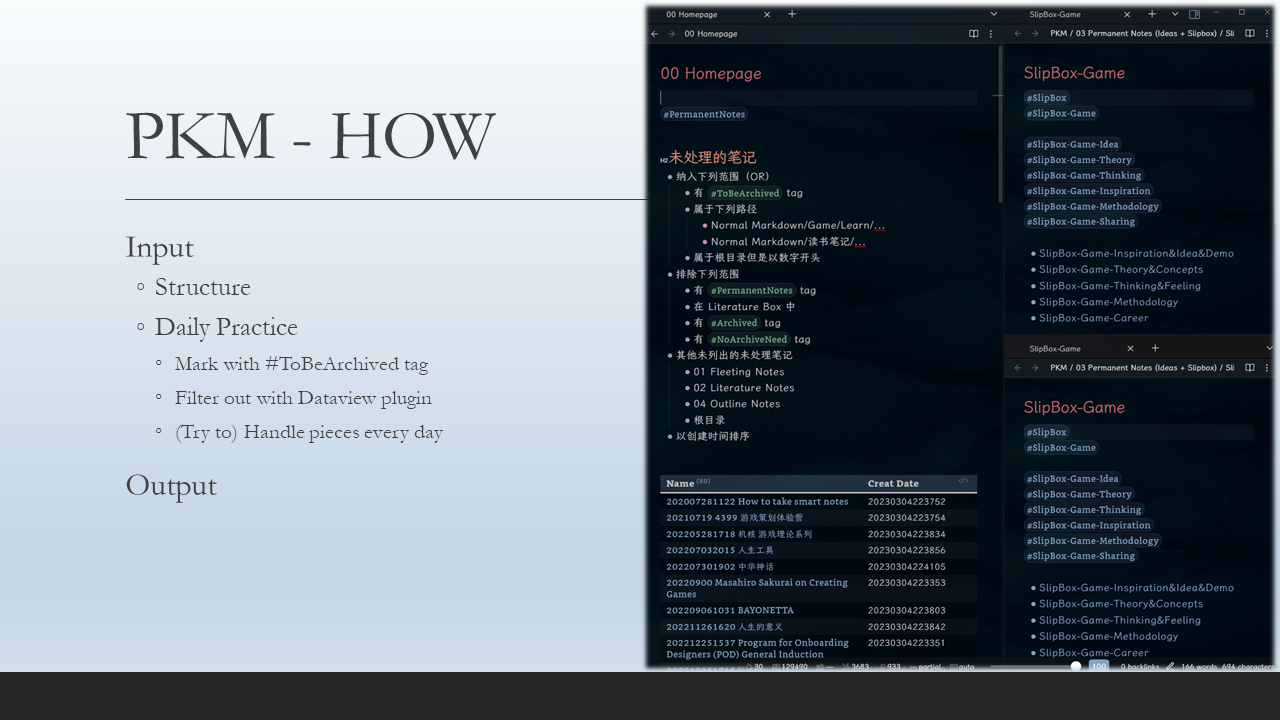 PKM - HOW
Input
Structure
Daily Practice
Mark with #ToBeArchived tag
Filter out with Dataview plugin
(Try to) Handle pieces every day
Output
00 Homepage
00 Homepage
00 Homepage
#PermanentNotes
H2未处理的笔记
纳入下列范围（OR）
有 #ToBeArchived tag
属于下列路径
Normal Markdown/Game/Learn/...
Normal Markdown/读书笔记/...
属于根目录但是以数字开头
排除下列范围
有 #PermanentNotes tag
在 Literature Box 中
有 #Archived tag
有 #NoArchiveNeed tag
其他未列出的未处理笔记
01 Fleeting Notes
02 Literature Notes
04 Outline Notes
根目录
以创建时间排序
Name (80) Creat Date </>
202007281122 How to take smart notes 20230304223752
20210719 4399 游戏策划体验营 20230304223754
202205281718 机核 游戏理论系列 20230304223834
202207032015 人生工具 20230304223856
202207301902 中华神话 20230304224105
20220900 Masahiro Sakurai on Creating 20230304223353
Games
202209061031 BAYONETTA 20230304223803
202211261620 人生的意义 20230304223842
202212251537 Program for Onboarding 20230304223351
Designers (POD) General Induction
SlipBox-Game
PKM / 03 Permanent Notes (Ideas + Slipbox) / Sli
SlipBox-Game
#SlipBox
#SlipBox-Game
#SlipBox-Game-Idea
#SlipBox-Game-Theory
#SlipBox-Game-Thinking
#SlipBox-Game-Inspiration
#SlipBox-Game-Methodology
#SlipBox-Game-Sharing
SlipBox-Game-Inspiration&Idea&Demo
SlipBox-Game-Theory&Concepts
SlipBox-Game-Thinking&Feeling
SlipBox-Game-Methodology
SlipBox-Game-Career
SlipBox-Game
PKM / 03 Permanent Notes (Ideas + Slipbox) / Sli
SlipBox-Game
#SlipBox
#SlipBox-Game
#SlipBox-Game-Idea
#SlipBox-Game-Theory
#SlipBox-Game-Thinking
#SlipBox-Game-Inspiration
#SlipBox-Game-Methodology
#SlipBox-Game-Sharing
SlipBox-Game-Inspiration&Idea&Demo
SlipBox-Game-Theory&Concepts
SlipBox-Game-Thinking&Feeling
SlipBox-Game-Methodology
SlipBox-Game-Career
30 129490 3683 933 partial auto 100 0 backlinks 166 words 694 characters